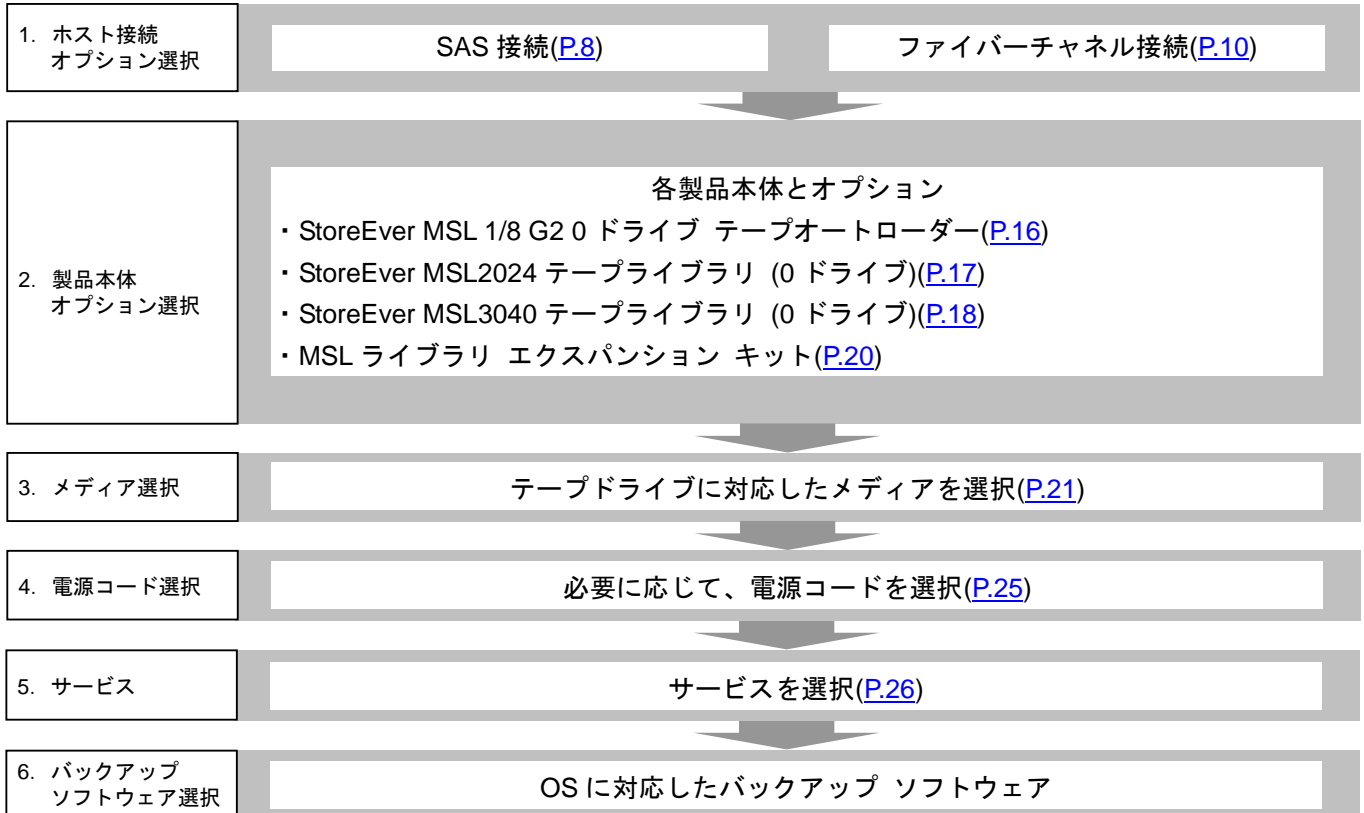 1. ホスト接続
オプション選択
SAS 接続(P.8)
ファイバーチャネル接続(P.10)
2. 製品本体
オプション選択
各製品本体とオプション
・StoreEver MSL 1/8 G2 0 ドライブ テープオートローダー(P.16)
・StoreEver MSL2024 テープライブラリ (0 ドライブ)(P.17)
・StoreEver MSL3040 テープライブラリ (0 ドライブ)(P.18)
・MSL ライブラリ エクスパンション キット(P.20)
3. メディア選択
テープドライブに対応したメディアを選択(P.21)
4. 電源コード選択
必要に応じて、電源コードを選択(P.25)
5. サービス
サービスを選択(P.26)
6. バックアップ
ソフトウェア選択
OS に対応したバックアップ ソフトウェア